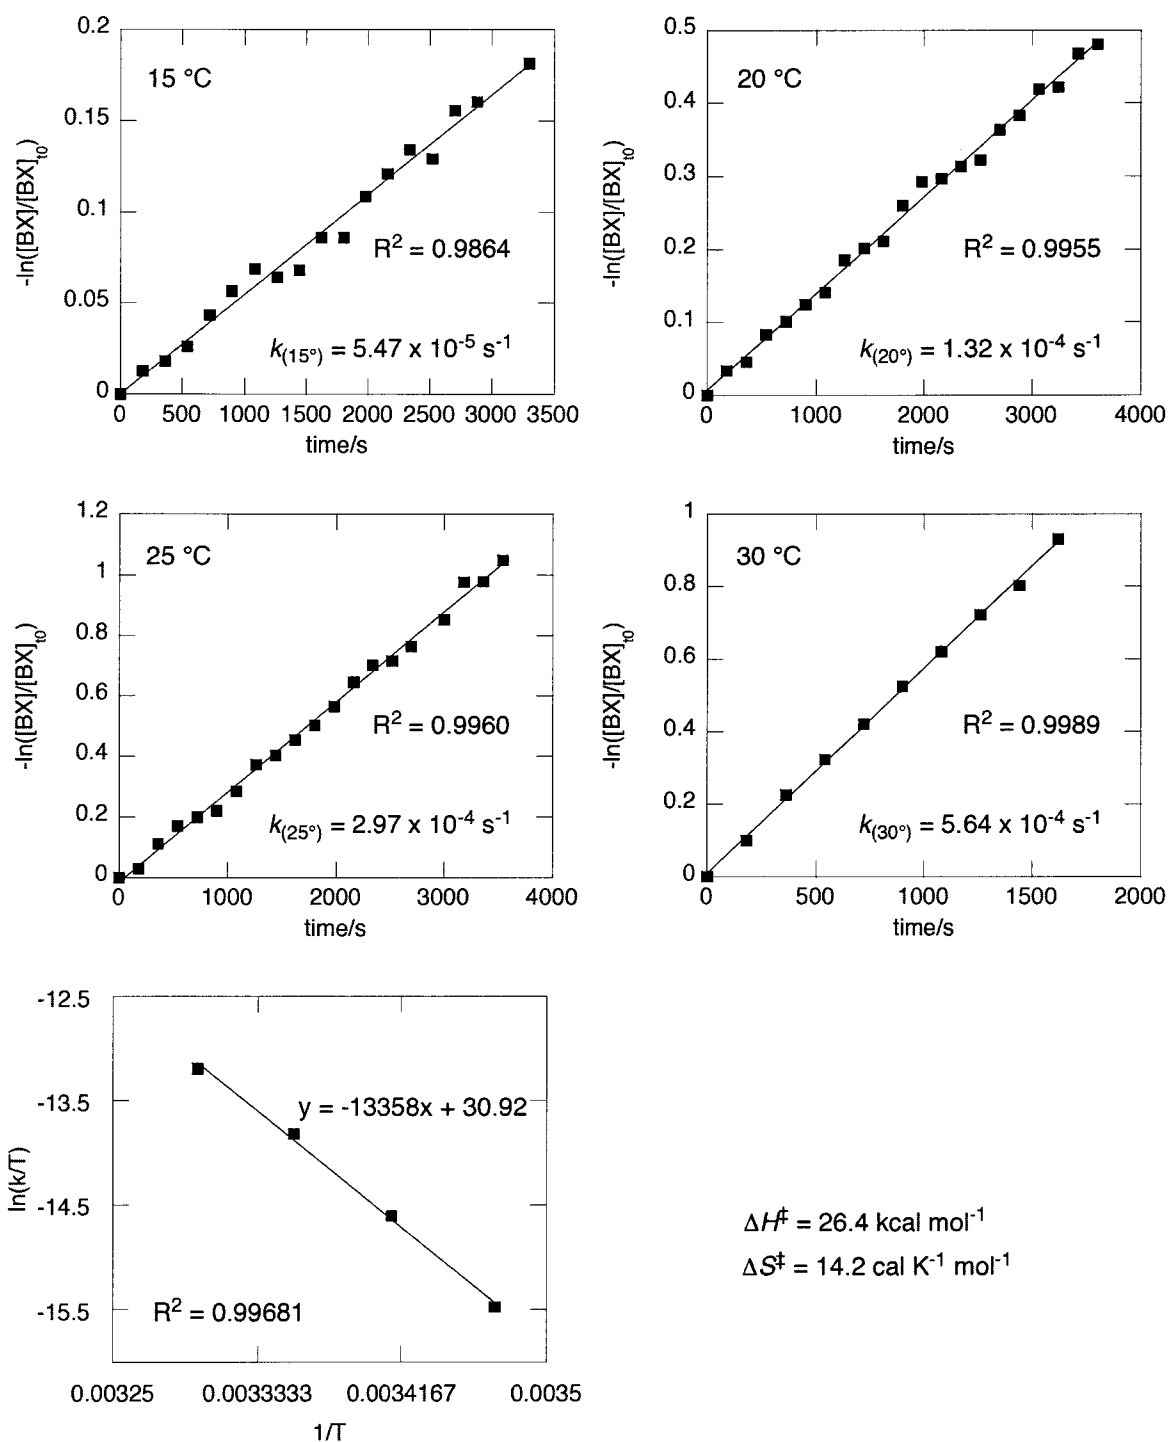 0.2
0.15
0.1
0.05
0
15 °C
R² = 0.9864
k(15°) = 5.47 x 10⁻⁵ s⁻¹
0 500 1000 1500 2000 2500 3000 3500
time/s
-ln([BX]/[BX]t0)
0.5
0.4
0.3
0.2
0.1
0
20 °C
R² = 0.9955
k(20°) = 1.32 x 10⁻⁴ s⁻¹
0 1000 2000 3000 4000
time/s
-ln([BX]/[BX]t0)
1.2
1
0.8
0.6
0.4
0.2
0
25 °C
R² = 0.9960
k(25°) = 2.97 x 10⁻⁴ s⁻¹
0 1000 2000 3000 4000
time/s
-ln([BX]/[BX]t0)
1
0.8
0.6
0.4
0.2
0
30 °C
R² = 0.9989
k(30°) = 5.64 x 10⁻⁴ s⁻¹
0 500 1000 1500 2000
time/s
-ln([BX]/[BX]t0)
-12.5
-13.5
-14.5
-15.5
y = -13358x + 30.92
R² = 0.99681
0.00325 0.0033333 0.0034167 0.0035
1/T
ln(k/T)
ΔH‡ = 26.4 kcal mol⁻¹
ΔS‡ = 14.2 cal K⁻¹ mol⁻¹